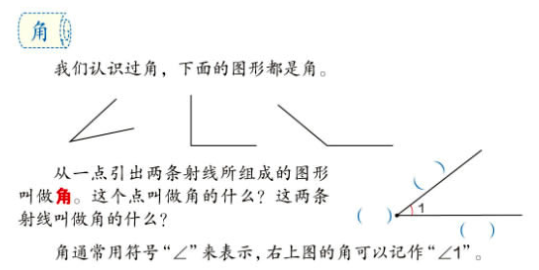 角
我们认识过角，下面的图形都是角。
从一点引出两条射线所组成的图形
叫做角。这个点叫做角的什么？这两条
射线叫做角的什么？
(    )
(    )
1
(    )
角通常用符号“∠”来表示，右上图的角可以记作“∠1”。